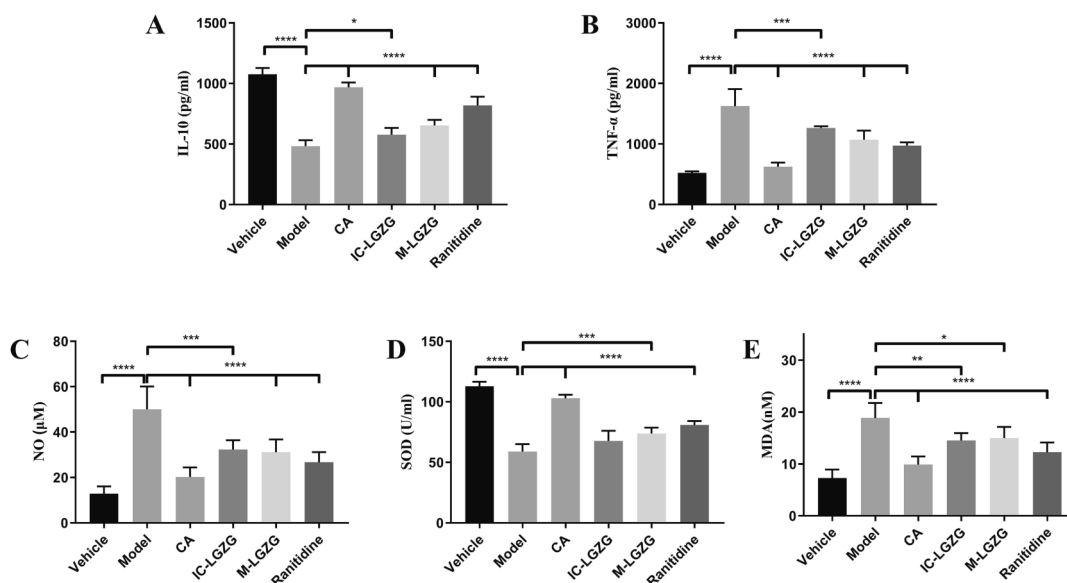 A
IL-10 (pg/ml)
1500
1000
500
0
****
*
****
Vehicle
Model
CA
IC-LGZG
M-LGZG
Ranitidine
B
TNF-α (pg/ml)
3000
2000
1000
0
****
***
****
Vehicle
Model
CA
IC-LGZG
M-LGZG
Ranitidine
C
NO (μM)
80
60
40
20
0
****
***
****
Vehicle
Model
CA
IC-LGZG
M-LGZG
Ranitidine
D
SOD (U/ml)
150
100
50
0
****
***
****
Vehicle
Model
CA
IC-LGZG
M-LGZG
Ranitidine
E
MDA(nM)
30
20
10
0
****
*
**
****
Vehicle
Model
CA
IC-LGZG
M-LGZG
Ranitidine